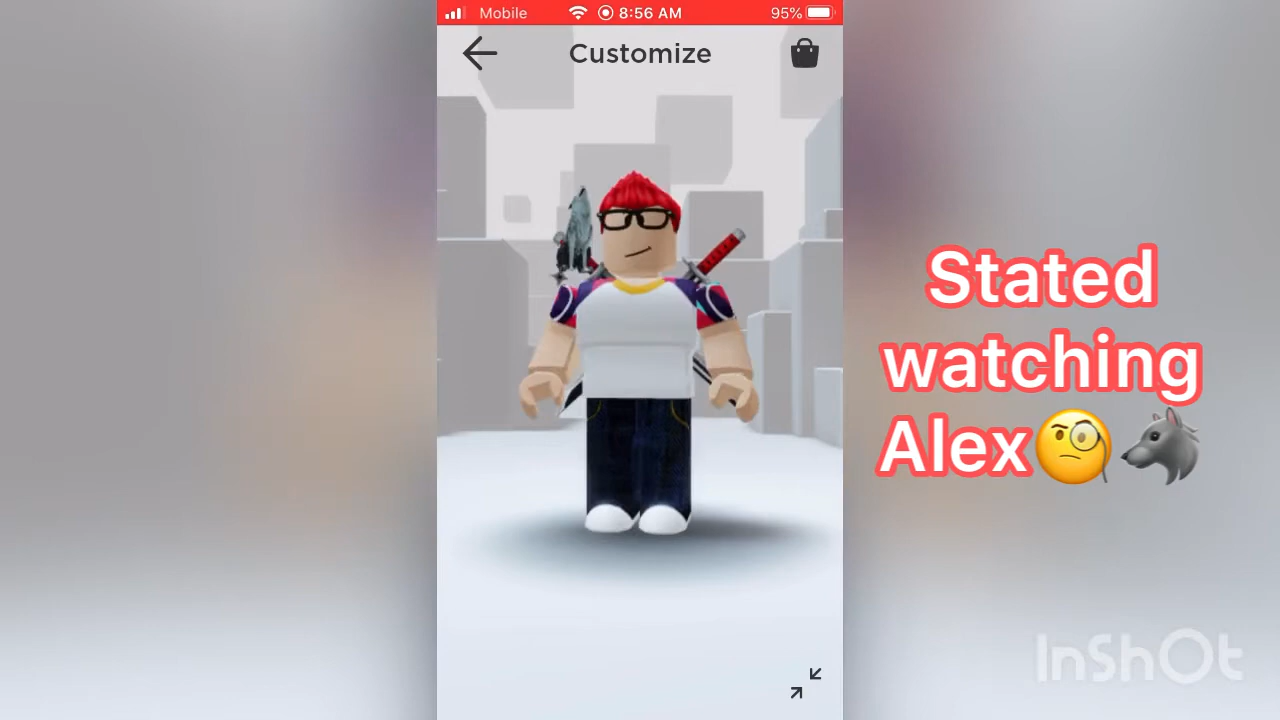 Mobile 8:56 AM 95%
Customize
Stated
watching
Alex🧐🐺
InShOt